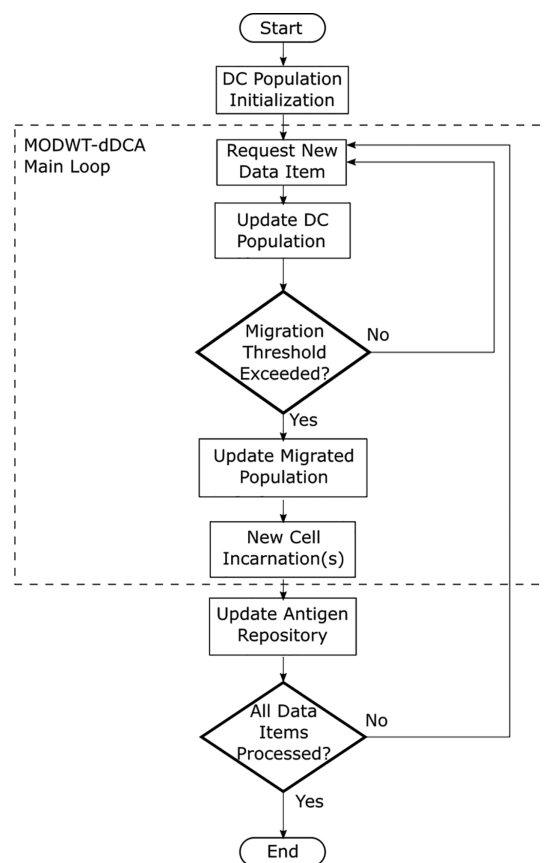 Start
DC Population
Initialization
MODWT-dDCA
Main Loop
Request New
Data Item
Update DC
Population
Migration
Threshold
Exceeded?
No
Yes
Update Migrated
Population
New Cell
Incarnation(s)
Update Antigen
Repository
All Data
Items
Processed?
No
Yes
End